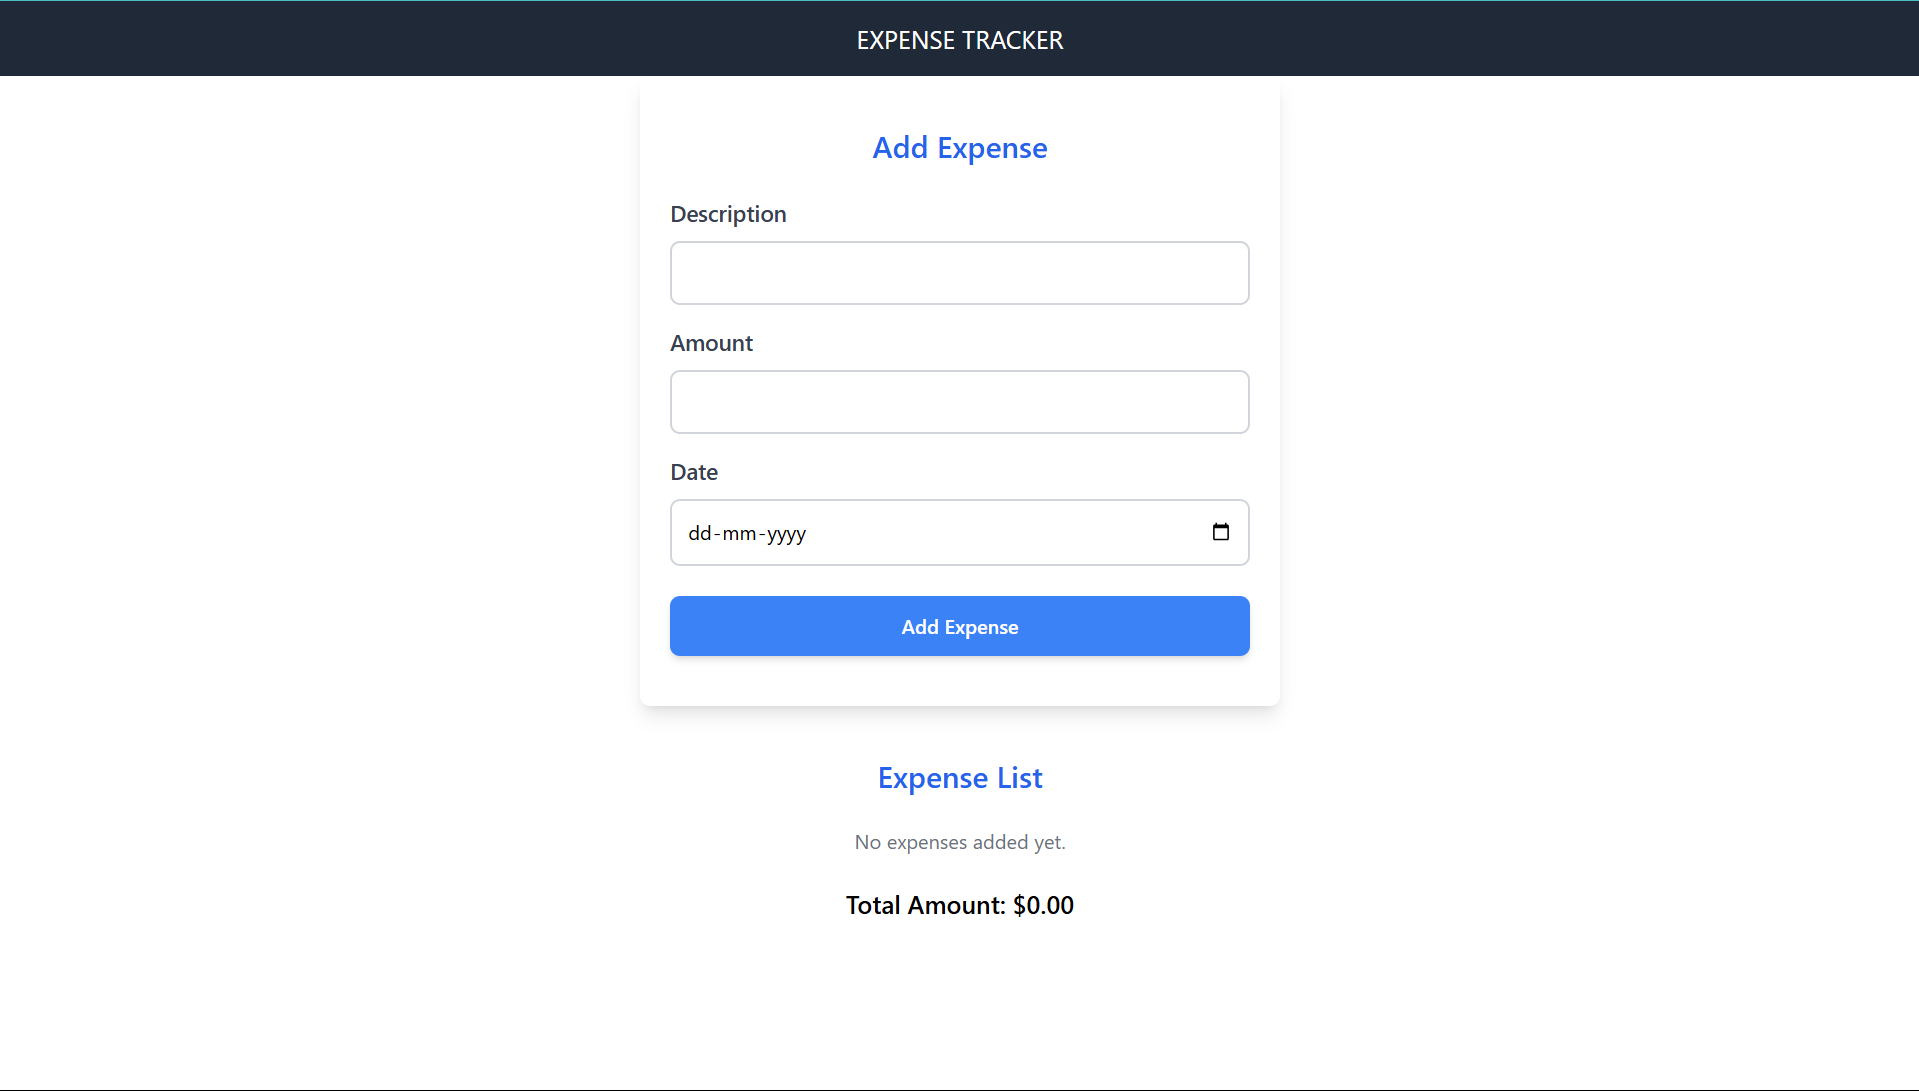 EXPENSE TRACKER
Add Expense
Description
Amount
Date
dd-mm-yyyy
Add Expense
Expense List
No expenses added yet.
Total Amount: $0.00